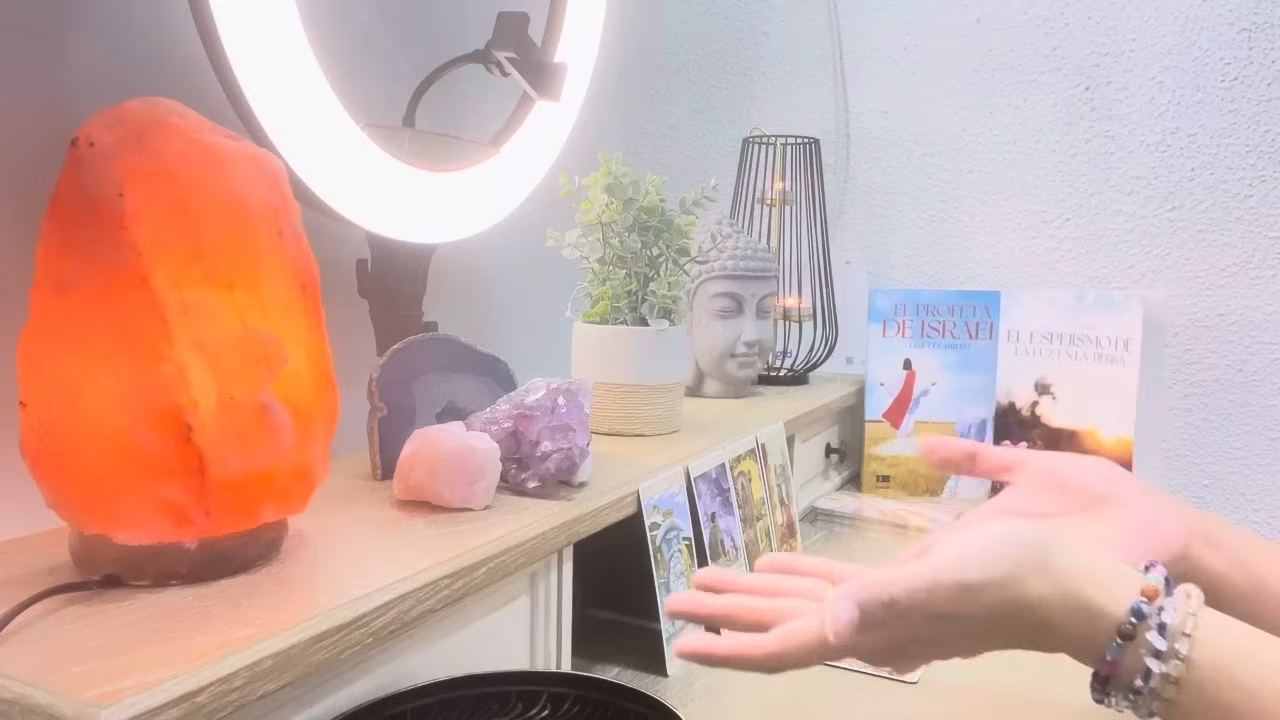 EL PROFETA
DE ISRAEL
EL ESPEJISMO DE
LA LUZ EN LA TIERRA